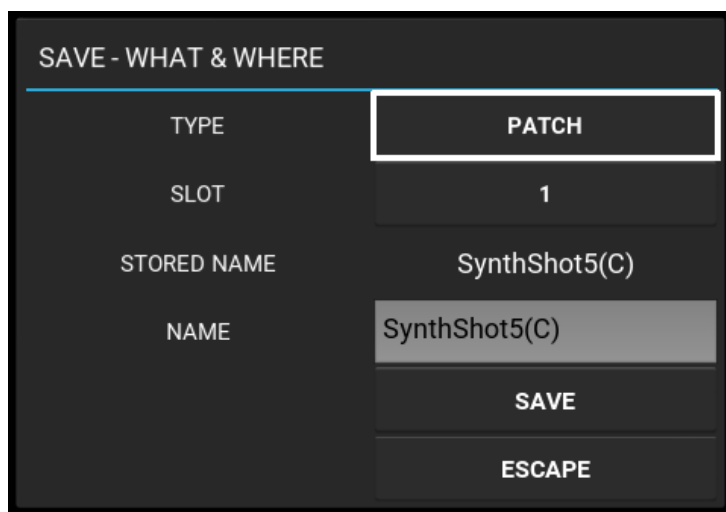 SAVE - WHAT & WHERE
TYPE PATCH
SLOT 1
STORED NAME SynthShot5(C)
NAME SynthShot5(C)
SAVE
ESCAPE